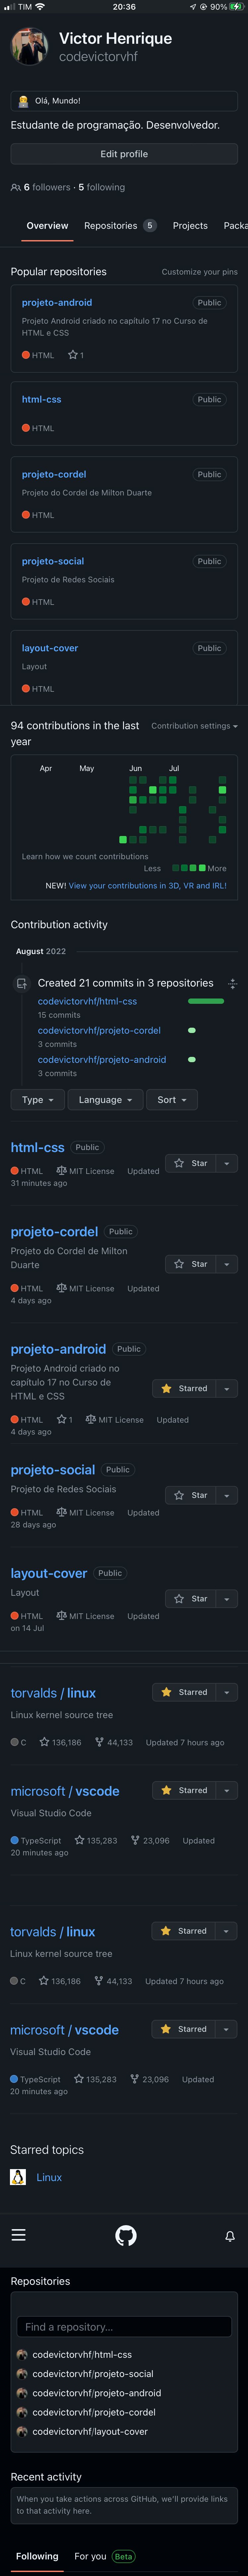 TIM
20:36
90%
Victor Henrique
codevictorvhf
Olá, Mundo!
Estudante de programação. Desenvolvedor.
Edit profile
6 followers · 5 following
Overview Repositories 5 Projects Packa
Popular repositories Customize your pins
projeto-android Public
Projeto Android criado no capítulo 17 no Curso de
HTML e CSS
HTML 1
html-css Public
HTML
projeto-cordel Public
Projeto do Cordel de Milton Duarte
HTML
projeto-social Public
Projeto de Redes Sociais
HTML
layout-cover Public
Layout
HTML
94 contributions in the last Contribution settings
year
Apr May Jun Jul
Learn how we count contributions
Less More
NEW! View your contributions in 3D, VR and IRL!
Contribution activity
August 2022
Created 21 commits in 3 repositories
codevictorvhf/html-css
15 commits
codevictorvhf/projeto-cordel
3 commits
codevictorvhf/projeto-android
3 commits
Type Language Sort
html-css Public
Star
HTML MIT License Updated
31 minutes ago
projeto-cordel Public
Projeto do Cordel de Milton
Duarte
Star
HTML MIT License Updated
4 days ago
projeto-android Public
Projeto Android criado no
capítulo 17 no Curso de
HTML e CSS
Starred
HTML 1 MIT License Updated
4 days ago
projeto-social Public
Projeto de Redes Sociais
Star
HTML MIT License Updated
28 days ago
layout-cover Public
Layout
Star
HTML MIT License Updated
on 14 Jul
torvalds / linux Starred
Linux kernel source tree
C 136,186 44,133 Updated 7 hours ago
microsoft / vscode Starred
Visual Studio Code
TypeScript 135,283 23,096 Updated
20 minutes ago
torvalds / linux Starred
Linux kernel source tree
C 136,186 44,133 Updated 7 hours ago
microsoft / vscode Starred
Visual Studio Code
TypeScript 135,283 23,096 Updated
20 minutes ago
Starred topics
Linux
Repositories
Find a repository...
codevictorvhf/html-css
codevictorvhf/projeto-social
codevictorvhf/projeto-android
codevictorvhf/projeto-cordel
codevictorvhf/layout-cover
Recent activity
When you take actions across GitHub, we'll provide links
to that activity here.
Following For you Beta